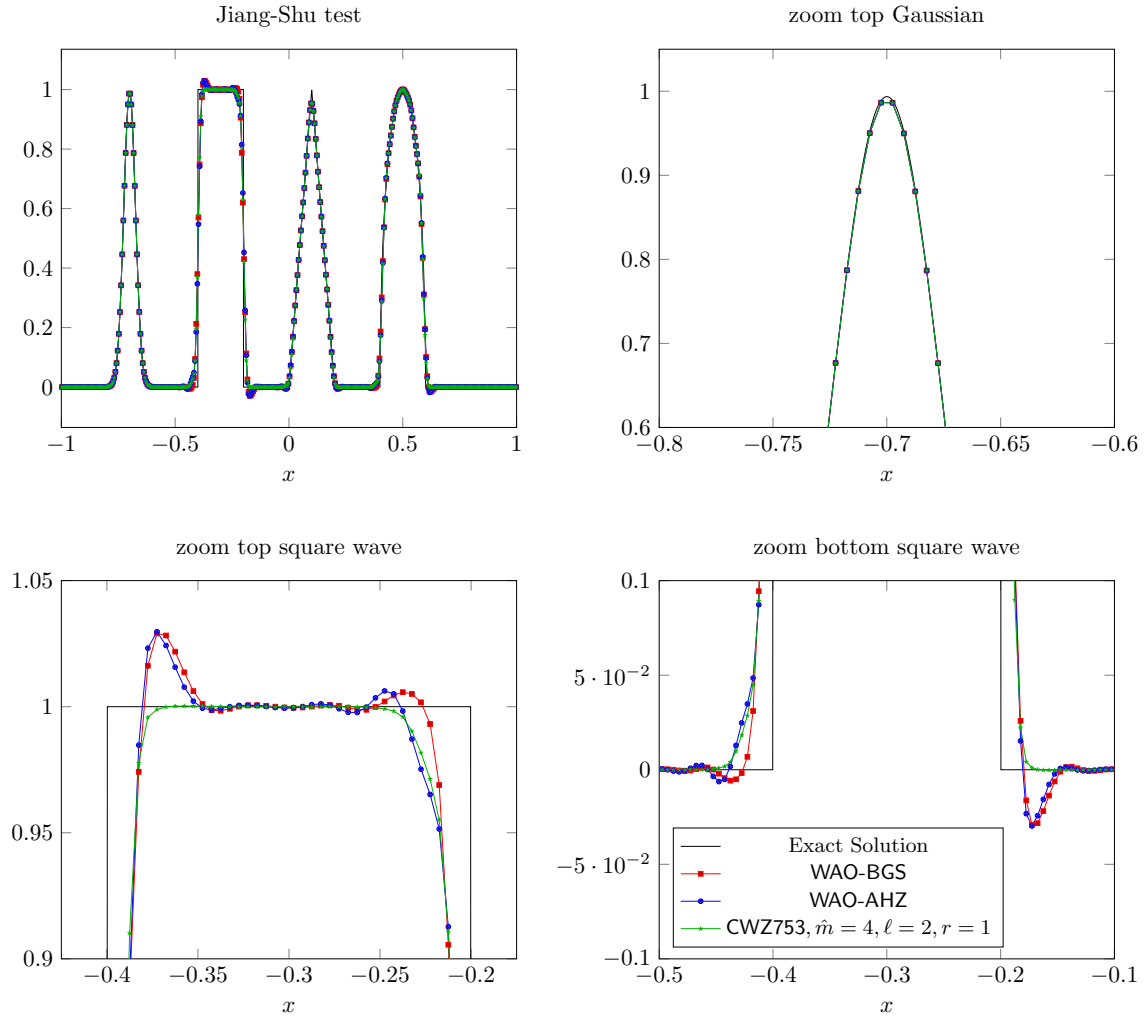 Jiang-Shu test
1
0.8
0.6
0.4
0.2
0
−1
−0.5
0
0.5
1
x
zoom top Gaussian
1
0.9
0.8
0.7
0.6
−0.8
−0.75
−0.7
−0.65
−0.6
x
zoom top square wave
1.05
1
0.95
0.9
−0.4
−0.35
−0.3
−0.25
−0.2
x
zoom bottom square wave
0.1
5 · 10⁻²
0
−5 · 10⁻²
−0.1
−0.5
−0.4
−0.3
−0.2
−0.1
x
Exact Solution
WAO-BGS
WAO-AHZ
CWZ753, m̂ = 4, ℓ = 2, r = 1